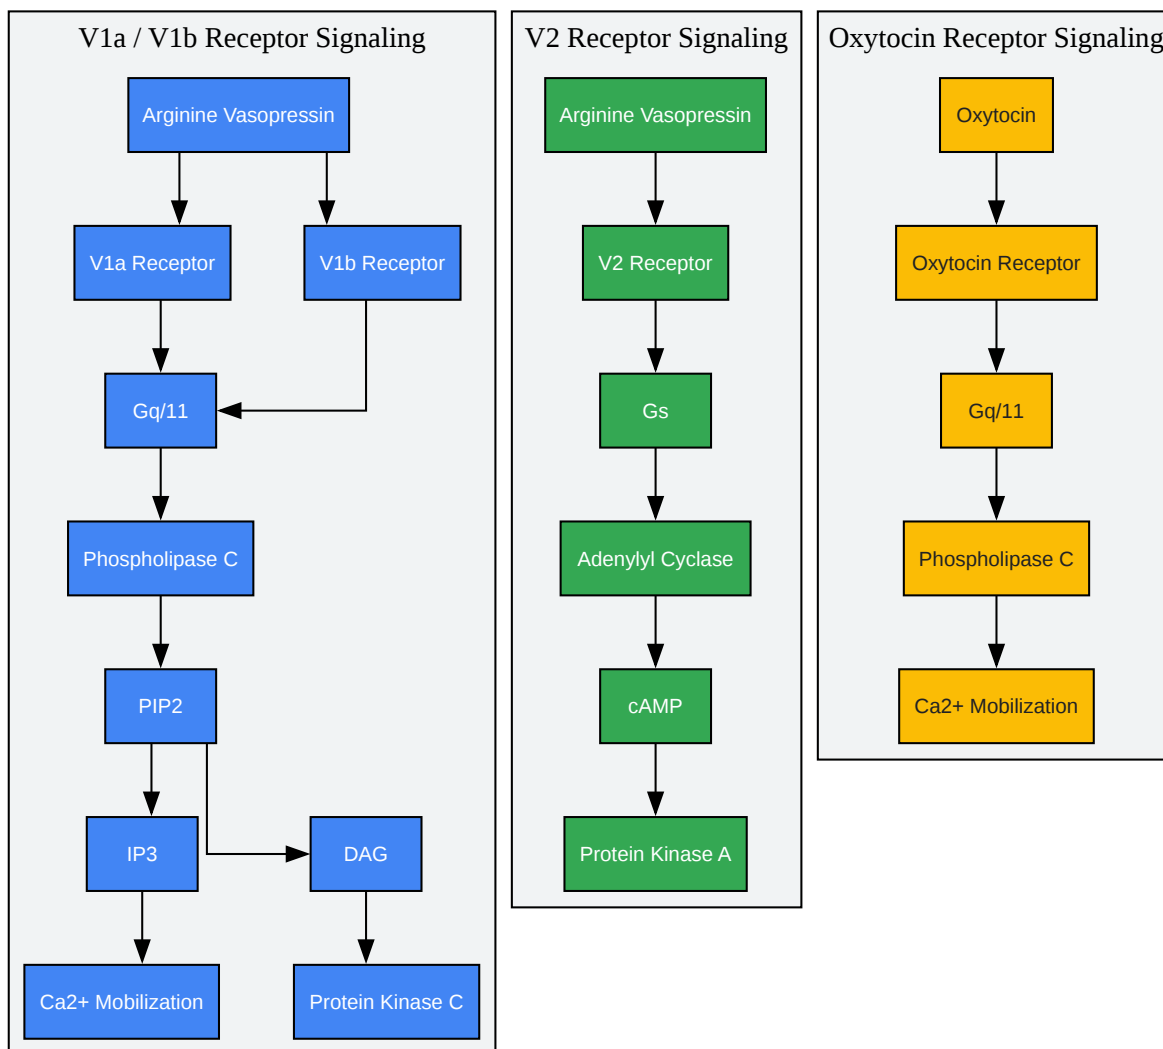 V1a / V1b Receptor Signaling
Arginine Vasopressin
V1a Receptor
V1b Receptor
Gq/11
Phospholipase C
PIP2
IP3
DAG
Ca2+ Mobilization
Protein Kinase C
V2 Receptor Signaling
Arginine Vasopressin
V2 Receptor
Gs
Adenylyl Cyclase
cAMP
Protein Kinase A
Oxytocin Receptor Signaling
Oxytocin
Oxytocin Receptor
Gq/11
Phospholipase C
Ca2+ Mobilization